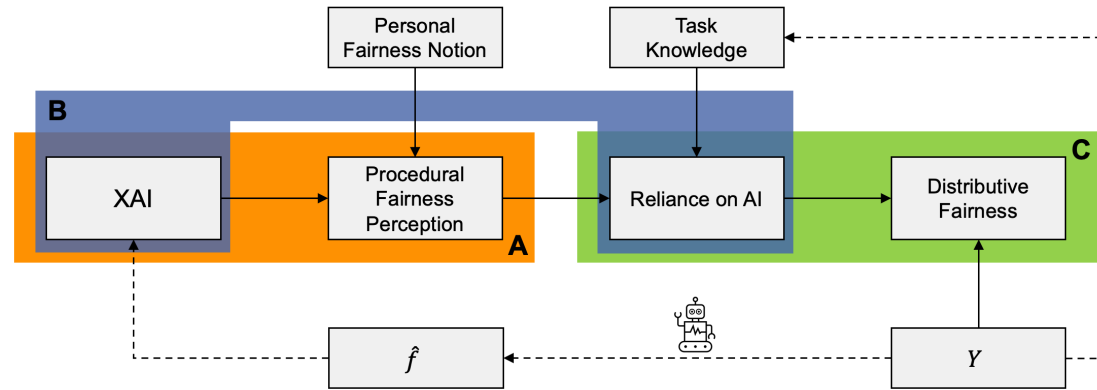 Personal
Fairness Notion
Task
Knowledge
B
XAI
Procedural
Fairness
Perception
A
Reliance on AI
Distributive
Fairness
C
f̂
Y